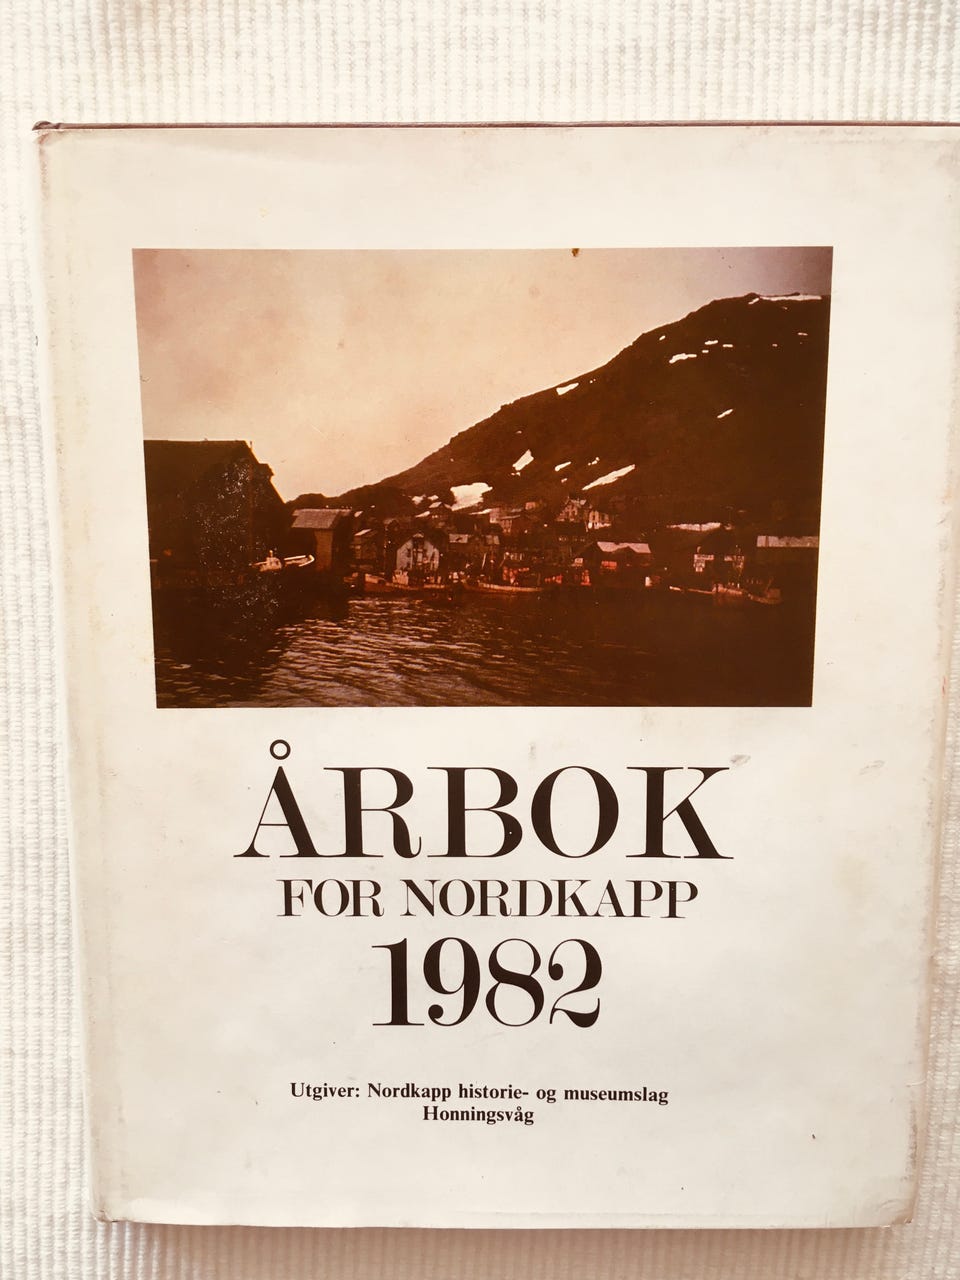 ÅRBOK
FOR NORDKAPP
1982
Utgiver: Nordkapp historie- og museumslag
Honningsvåg